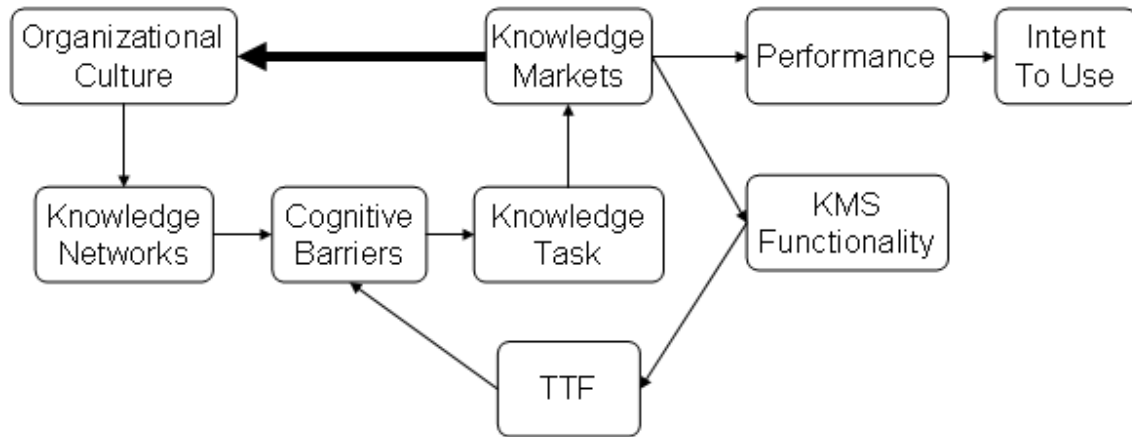 Organizational
Culture
Knowledge
Markets
Performance
Intent
To Use
Knowledge
Networks
Cognitive
Barriers
Knowledge
Task
KMS
Functionality
TTF